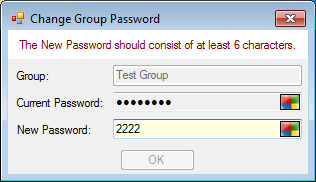 Change Group Password
The New Password should consist of at least 6 characters.
Group: Test Group
Current Password: ●●●●●●●●
New Password: 2222
OK